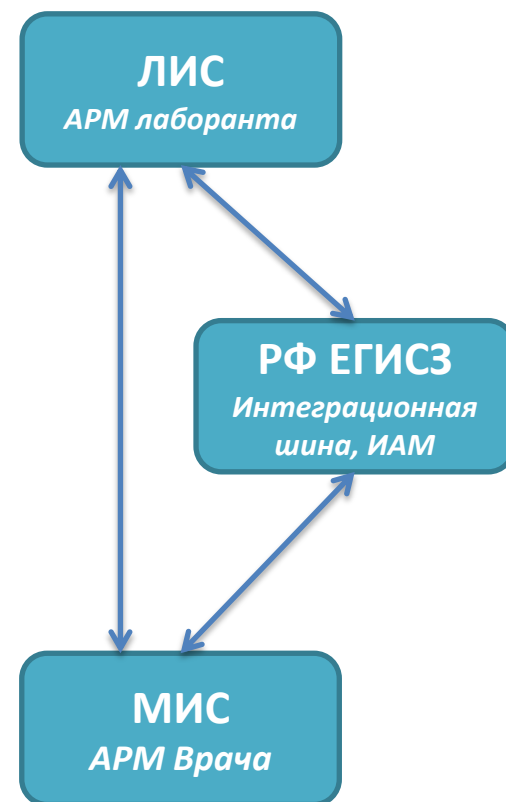 ЛИС
АРМ лаборанта
РФ ЕГИСЗ
Интеграционная
шина, ИАМ
МИС
АРМ Врача